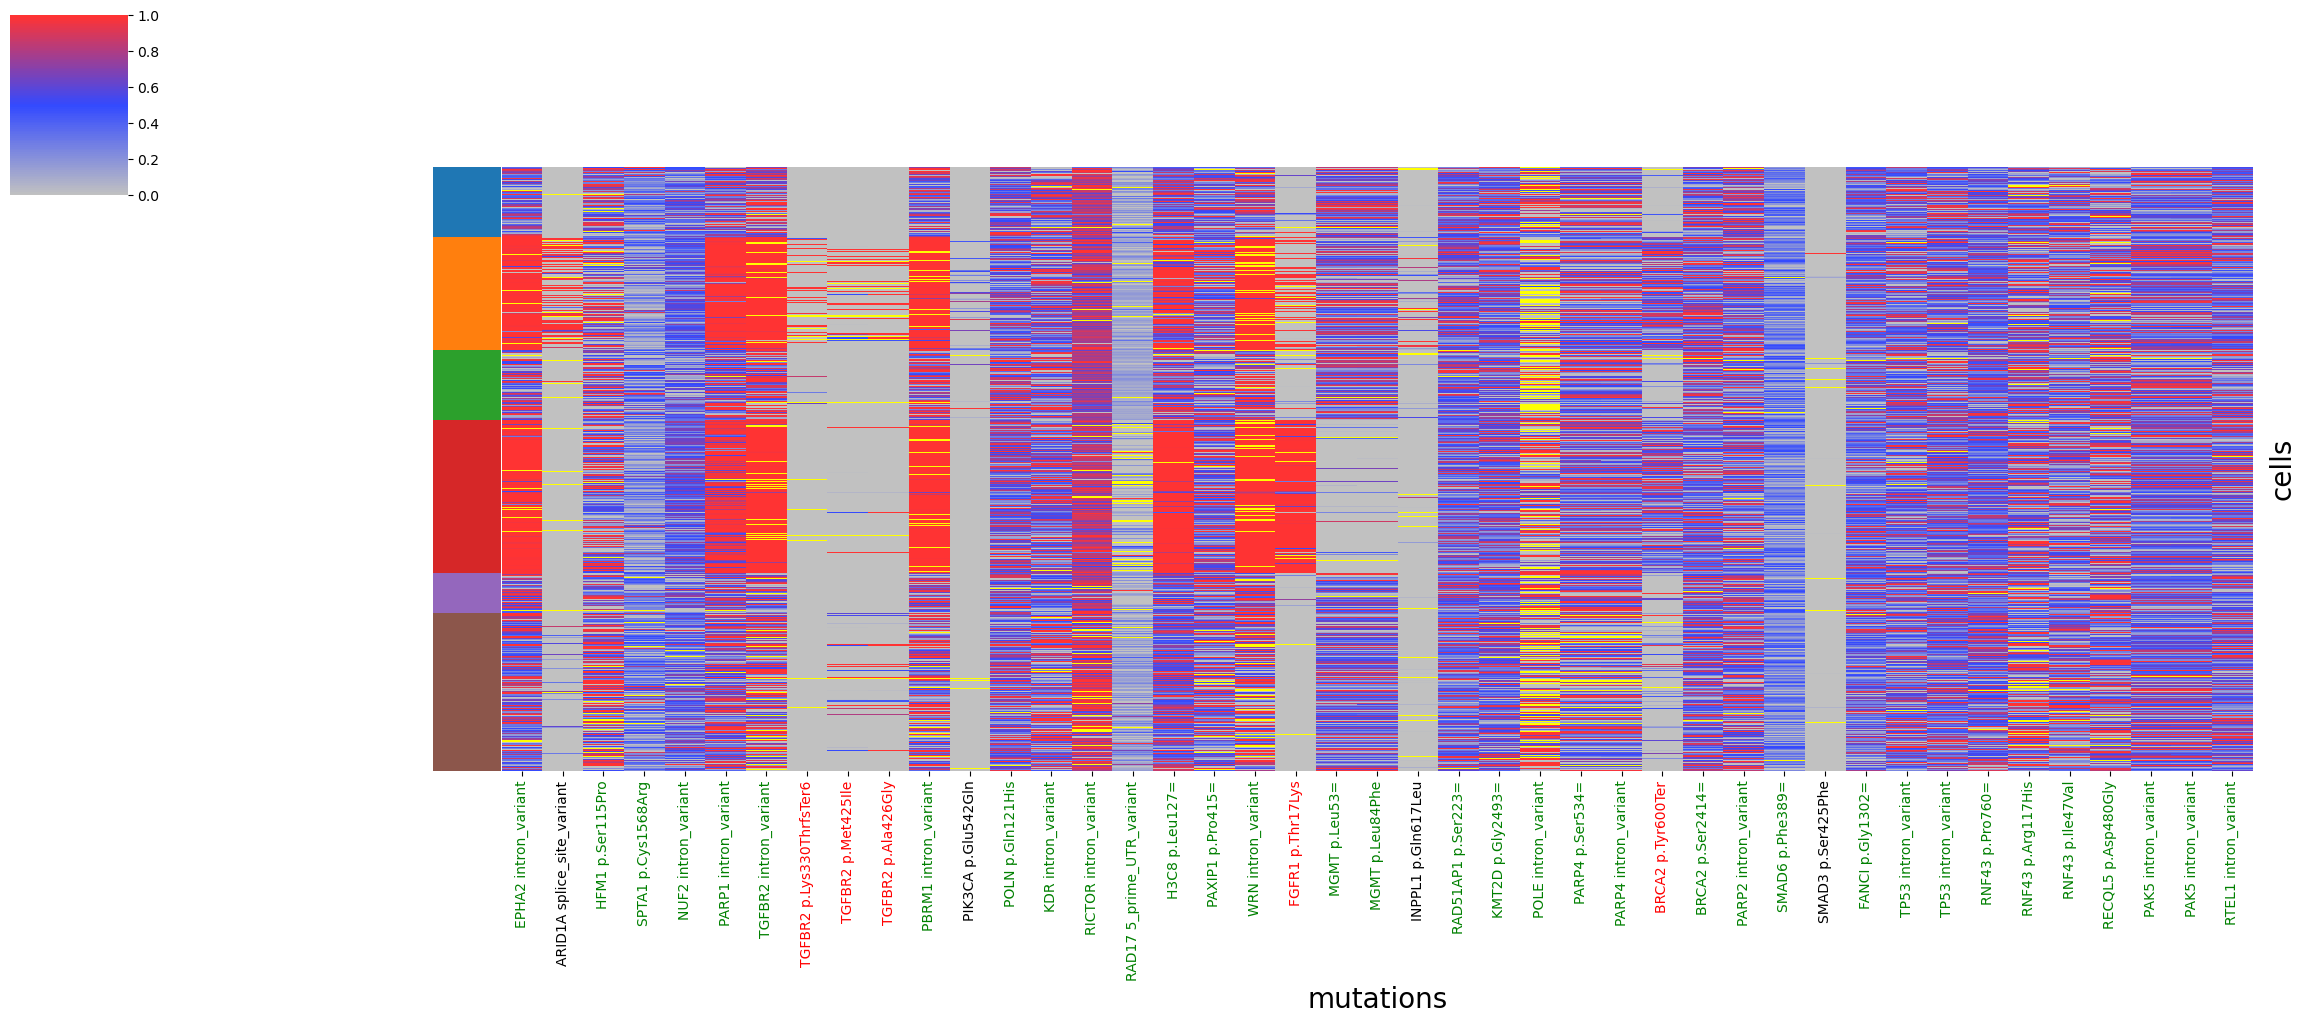 1.0
0.8
0.6
0.4
0.2
0.0
cells
EPHA2 intron_variant
ARID1A splice_site_variant
HFM1 p.Ser115Pro
SPTA1 p.Cys1568Arg
NUF2 intron_variant
PARP1 intron_variant
TGFBR2 intron_variant
TGFBR2 p.Lys330ThrfsTer6
TGFBR2 p.Met425Ile
TGFBR2 p.Ala426Gly
PBRM1 intron_variant
PIK3CA p.Glu542Gln
POLN p.Gln121His
KDR intron_variant
RICTOR intron_variant
RAD17 5_prime_UTR_variant
H3C8 p.Leu127=
PAXIP1 p.Pro415=
WRN intron_variant
FGFR1 p.Thr17Lys
MGMT p.Leu53=
MGMT p.Leu84Phe
INPPL1 p.Gln617Leu
RAD51AP1 p.Ser223=
KMT2D p.Gly2493=
POLE intron_variant
PARP4 p.Ser534=
PARP4 intron_variant
BRCA2 p.Tyr600Ter
BRCA2 p.Ser2414=
PARP2 intron_variant
SMAD6 p.Phe389=
SMAD3 p.Ser425Phe
FANCI p.Gly1302=
TP53 intron_variant
TP53 intron_variant
RNF43 p.Pro760=
RNF43 p.Arg117His
RNF43 p.Ile47Val
RECQL5 p.Asp480Gly
PAK5 intron_variant
PAK5 intron_variant
RTEL1 intron_variant
mutations